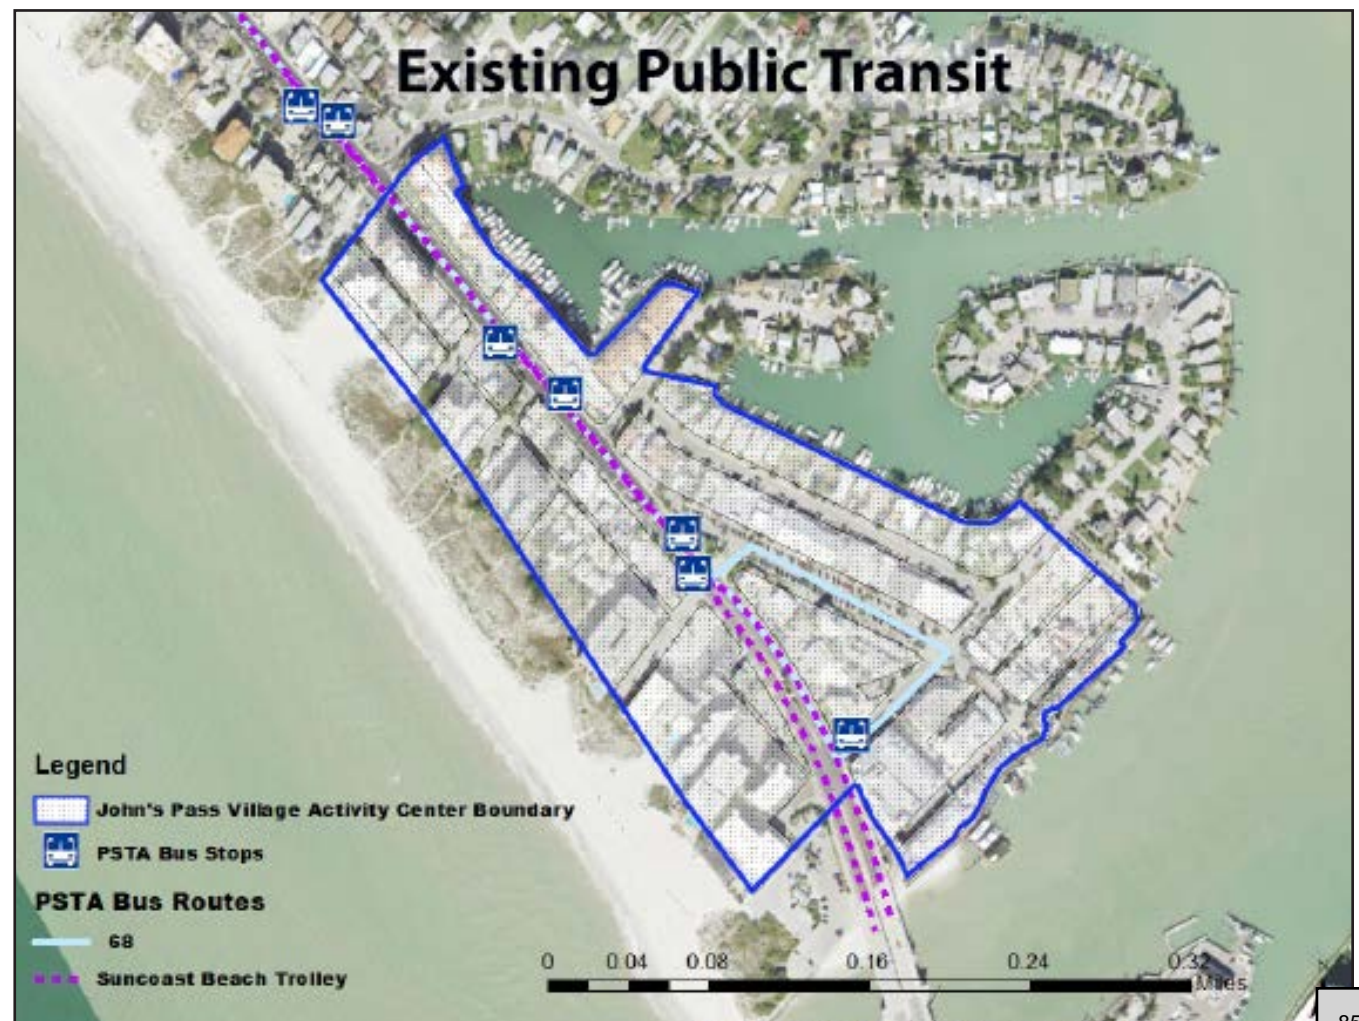 Existing Public Transit
Legend
John's Pass Village Activity Center Boundary
PSTA Bus Stops
PSTA Bus Routes
68
Suncoast Beach Trolley
0 0.04 0.08 0.16 0.24 0.32
Miles
85